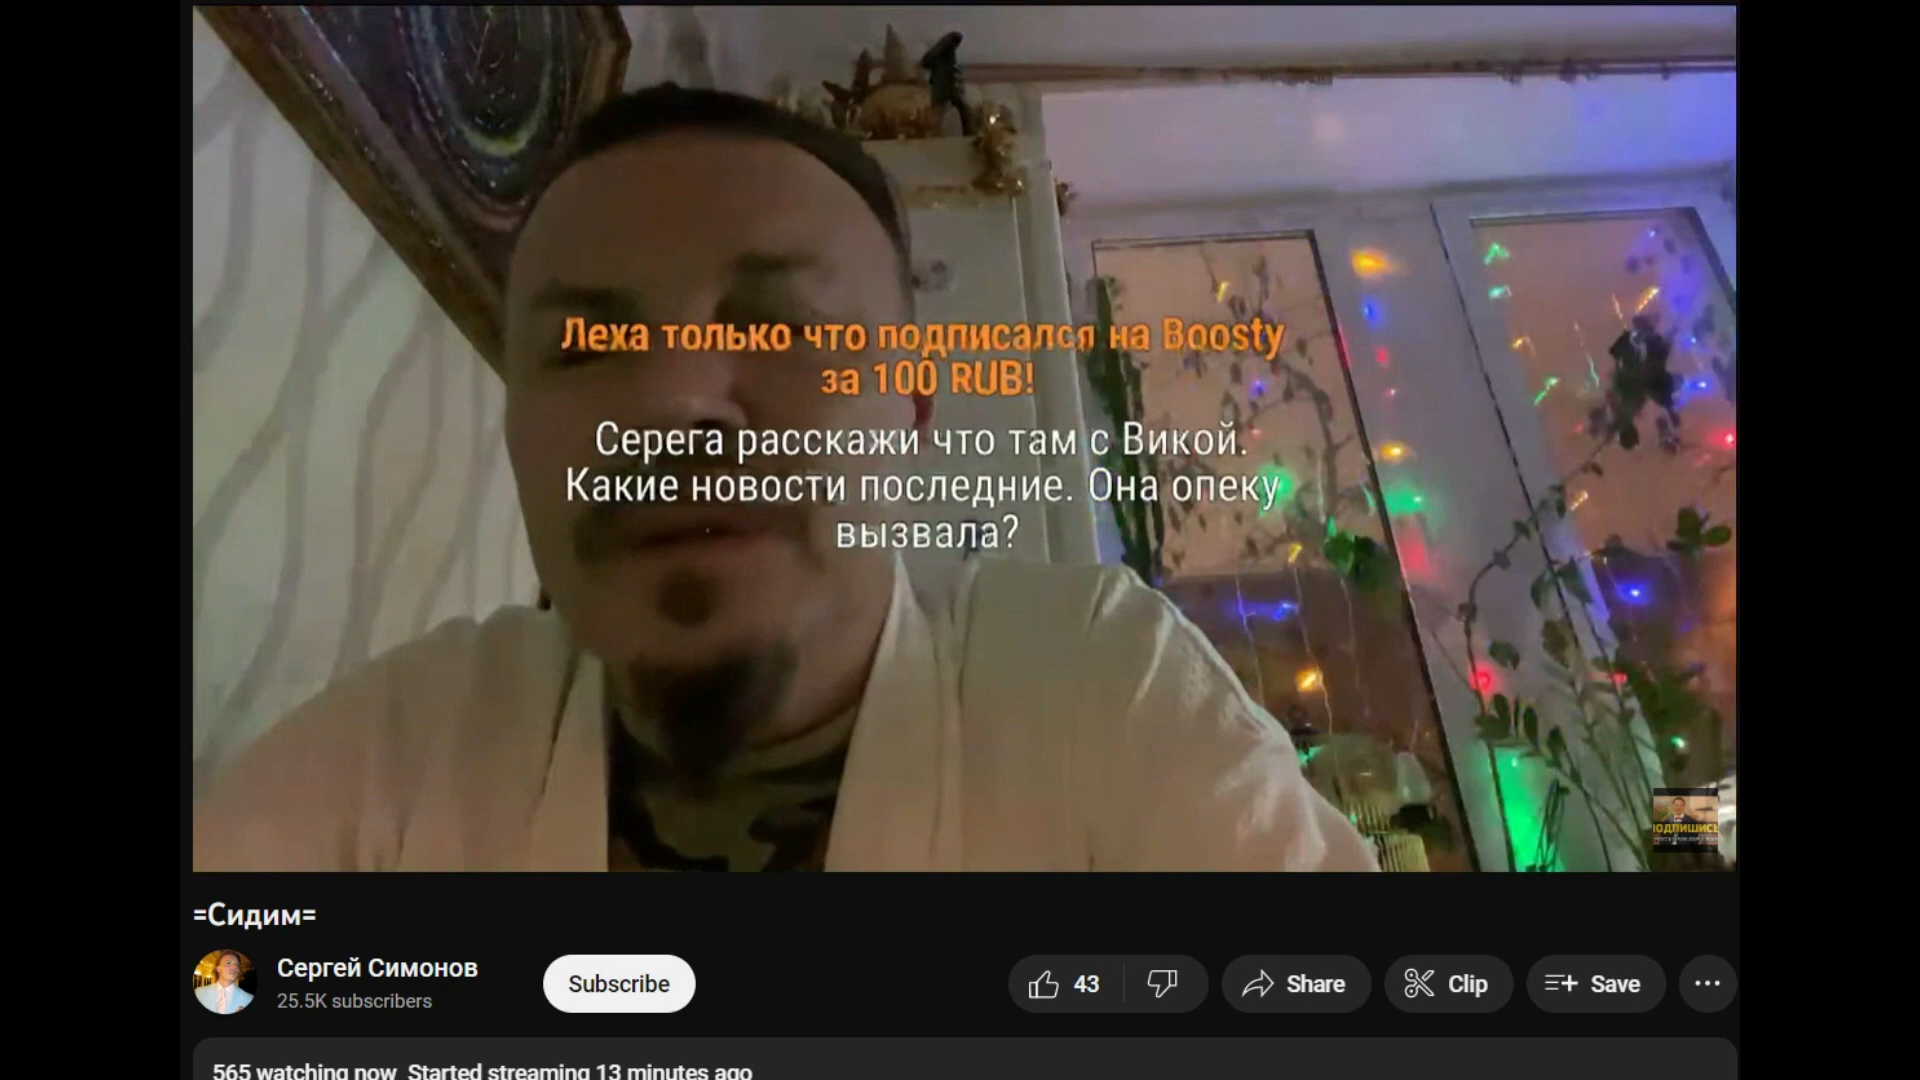 Леха только что подписался на Boosty
за 100 RUB!
Серега расскажи что там с Викой.
Какие новости последние. Она опеку
вызвала?
ПОДПИШИСЬ
=Сидим=
Сергей Симонов
25.5K subscribers
Subscribe
43
Share
Clip
Save
565 watching now Started streaming 13 minutes ago